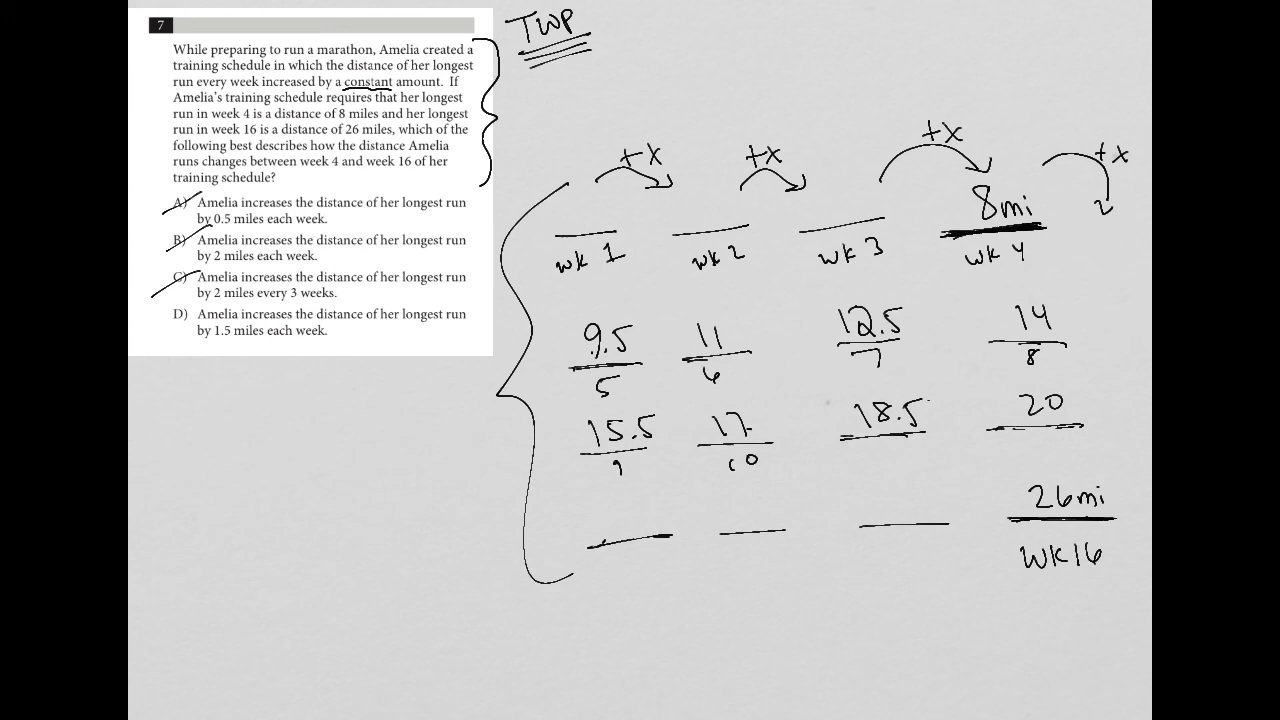 7
While preparing to run a marathon, Amelia created a
training schedule in which the distance of her longest
run every week increased by a constant amount. If
Amelia's training schedule requires that her longest
run in week 4 is a distance of 8 miles and her longest
run in week 16 is a distance of 26 miles, which of the
following best describes how the distance Amelia
runs changes between week 4 and week 16 of her
training schedule?
A) Amelia increases the distance of her longest run
by 0.5 miles each week.
B) Amelia increases the distance of her longest run
by 2 miles each week.
C) Amelia increases the distance of her longest run
by 2 miles every 3 weeks.
D) Amelia increases the distance of her longest run
by 1.5 miles each week.
TWP
+x +x +x +x
8mi
wk 1 wk 2 wk 3 wk 4
9.5 11 12.5 14
5 6 7 8
15.5 17 18.5 20
9 10
26mi
wk 16